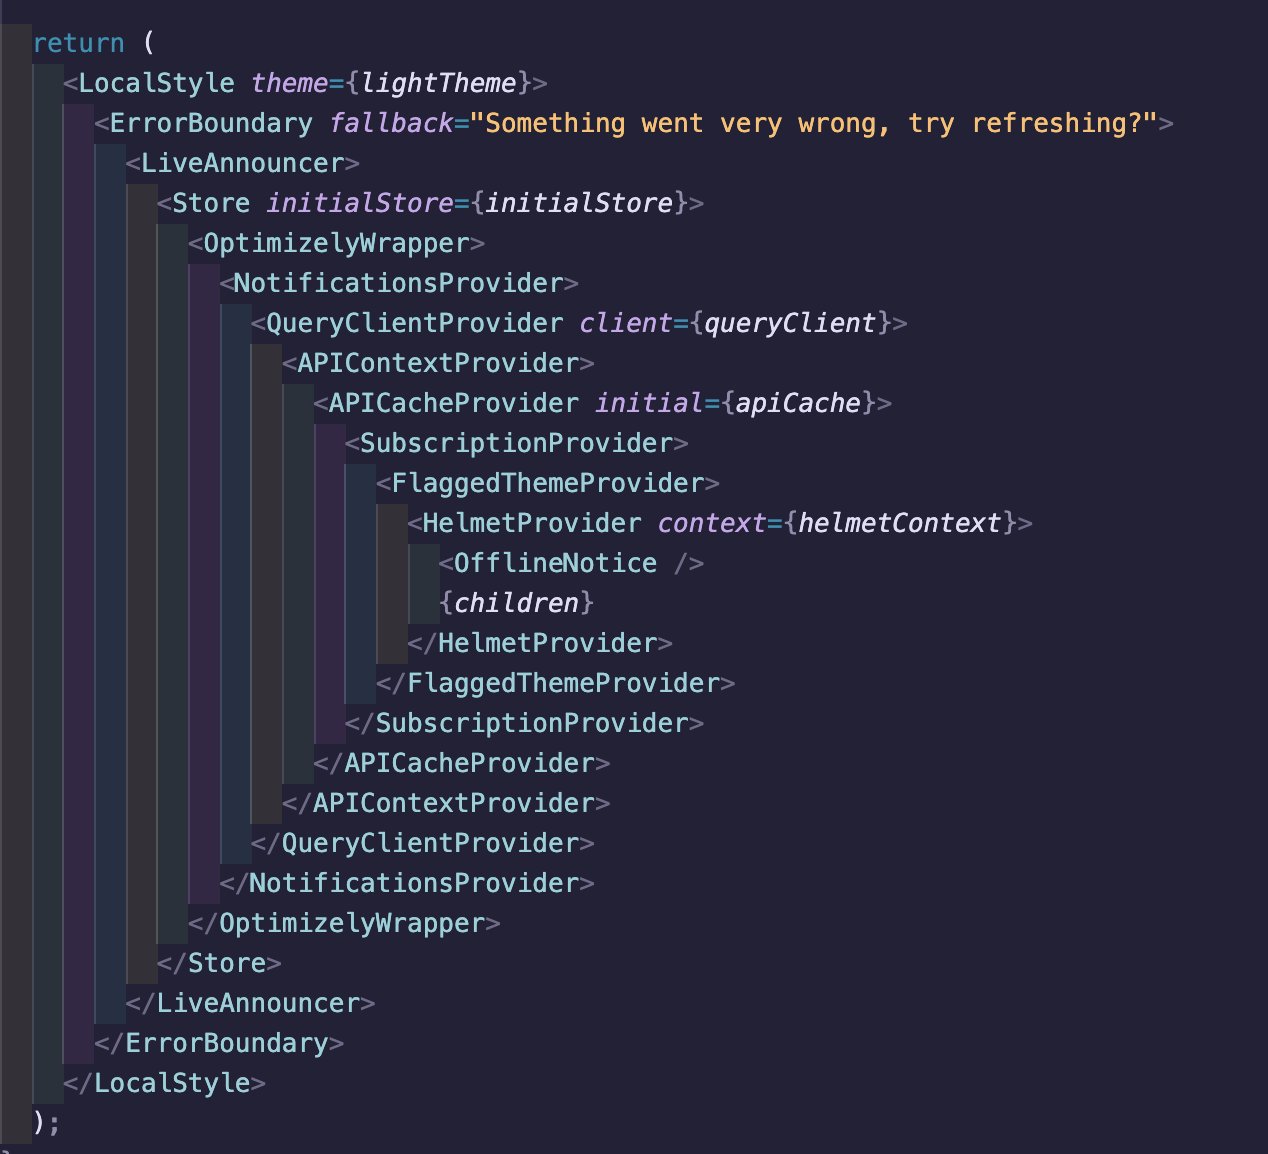 return (
<LocalStyle theme={lightTheme}>
<ErrorBoundary fallback="Something went very wrong, try refreshing?">
<LiveAnnouncer>
<Store initialStore={initialStore}>
<OptimizelyWrapper>
<NotificationsProvider>
<QueryClientProvider client={queryClient}>
<APIContextProvider>
<APICacheProvider initial={apiCache}>
<SubscriptionProvider>
<FlaggedThemeProvider>
<HelmetProvider context={helmetContext}>
<OfflineNotice />
{children}
</HelmetProvider>
</FlaggedThemeProvider>
</SubscriptionProvider>
</APICacheProvider>
</APIContextProvider>
</QueryClientProvider>
</NotificationsProvider>
</OptimizelyWrapper>
</Store>
</LiveAnnouncer>
</ErrorBoundary>
</LocalStyle>
);